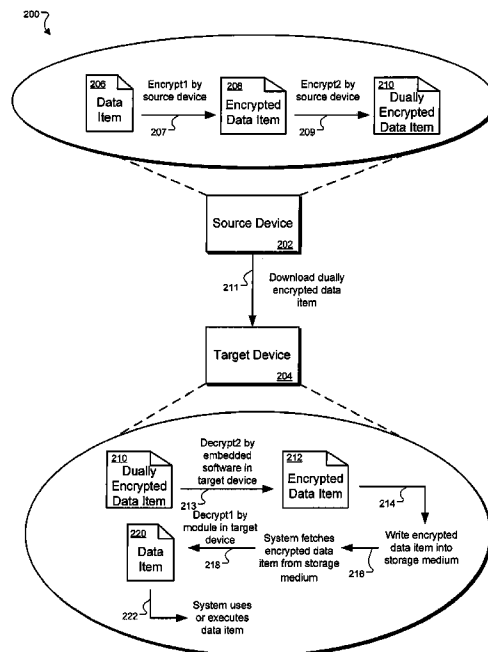 200
206
Data
Item
Encrypt1 by
source device
207
208
Encrypted
Data Item
Encrypt2 by
source device
209
210
Dually
Encrypted
Data Item
Source Device
202
211
Download dually
encrypted data
item
Target Device
204
210
Dually
Encrypted
Data Item
Decrypt2 by
embedded software in
target device
213
212
Encrypted
Data Item
214
Write encrypted
data item into
storage medium
216
System fetches
encrypted data
item from storage
medium
Decrypt1 by
module in target
device
218
220
Data
Item
222
System uses
or executes
data item